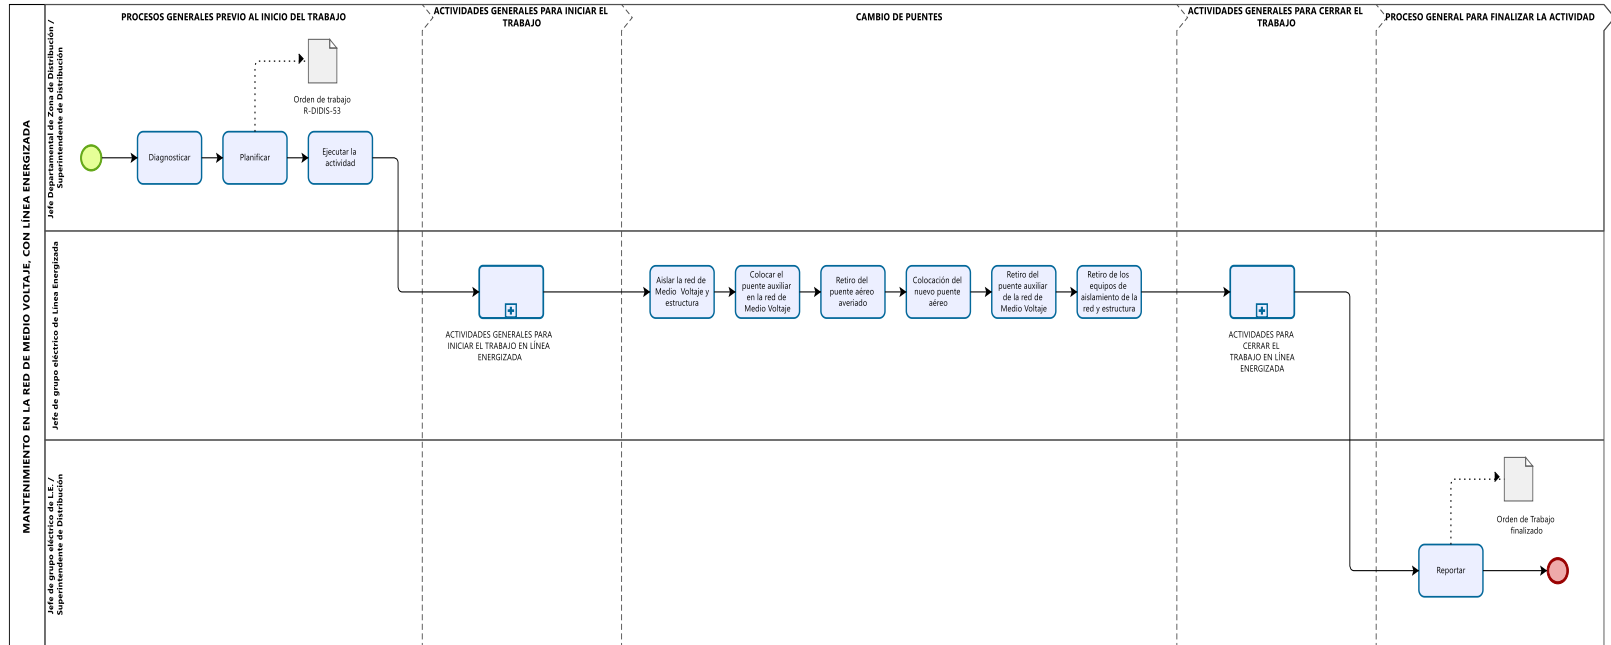 MANTENIMIENTO EN LA RED DE MEDIO VOLTAJE, CON LÍNEA ENERGIZADA
PROCESOS GENERALES PREVIO AL INICIO DEL TRABAJO
ACTIVIDADES GENERALES PARA INICIAR EL
TRABAJO
CAMBIO DE PUENTES
ACTIVIDADES GENERALES PARA CERRAR EL
TRABAJO
PROCESO GENERAL PARA FINALIZAR LA ACTIVIDAD
Jefe Departamental de Zona de Distribución /
Superintendente de Distribución
Orden de trabajo
R-DIDIS-53
Diagnosticar
Planificar
Ejecutar la
actividad
Jefe de grupo eléctrico de Línea Energizada
ACTIVIDADES GENERALES PARA
INICIAR EL TRABAJO EN LÍNEA
ENERGIZADA
Aislar la red de
Medio Voltaje y
estructura
Colocar el
puente auxiliar
en la red de
Medio Voltaje
Retiro del
puente aéreo
averiado
Colocación del
nuevo puente
aéreo
Retiro del
puente auxiliar
de la red de
Medio Voltaje
Retiro de los
equipos de
aislamiento de la
red y estructura
ACTIVIDADES PARA
CERRAR EL
TRABAJO EN LÍNEA
ENERGIZADA
Jefe de grupo eléctrico de L.E. /
Superintendente de Distribución
Orden de Trabajo
finalizado
Reportar